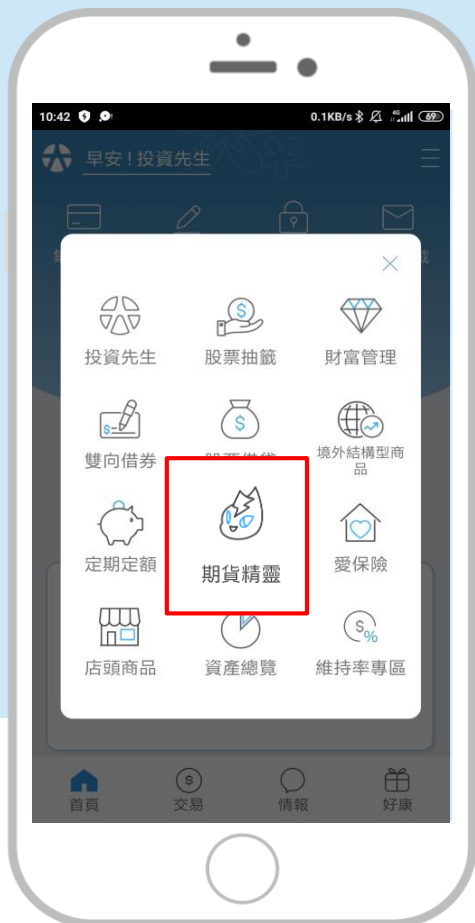 10:42
0.1KB/s 4G 69
早安!投資先生
投資先生 股票抽籤 財富管理
雙向借券 境外結構型商
品
定期定額 期貨精靈 愛保險
店頭商品 資產總覽 維持率專區
首頁 交易 情報 好康